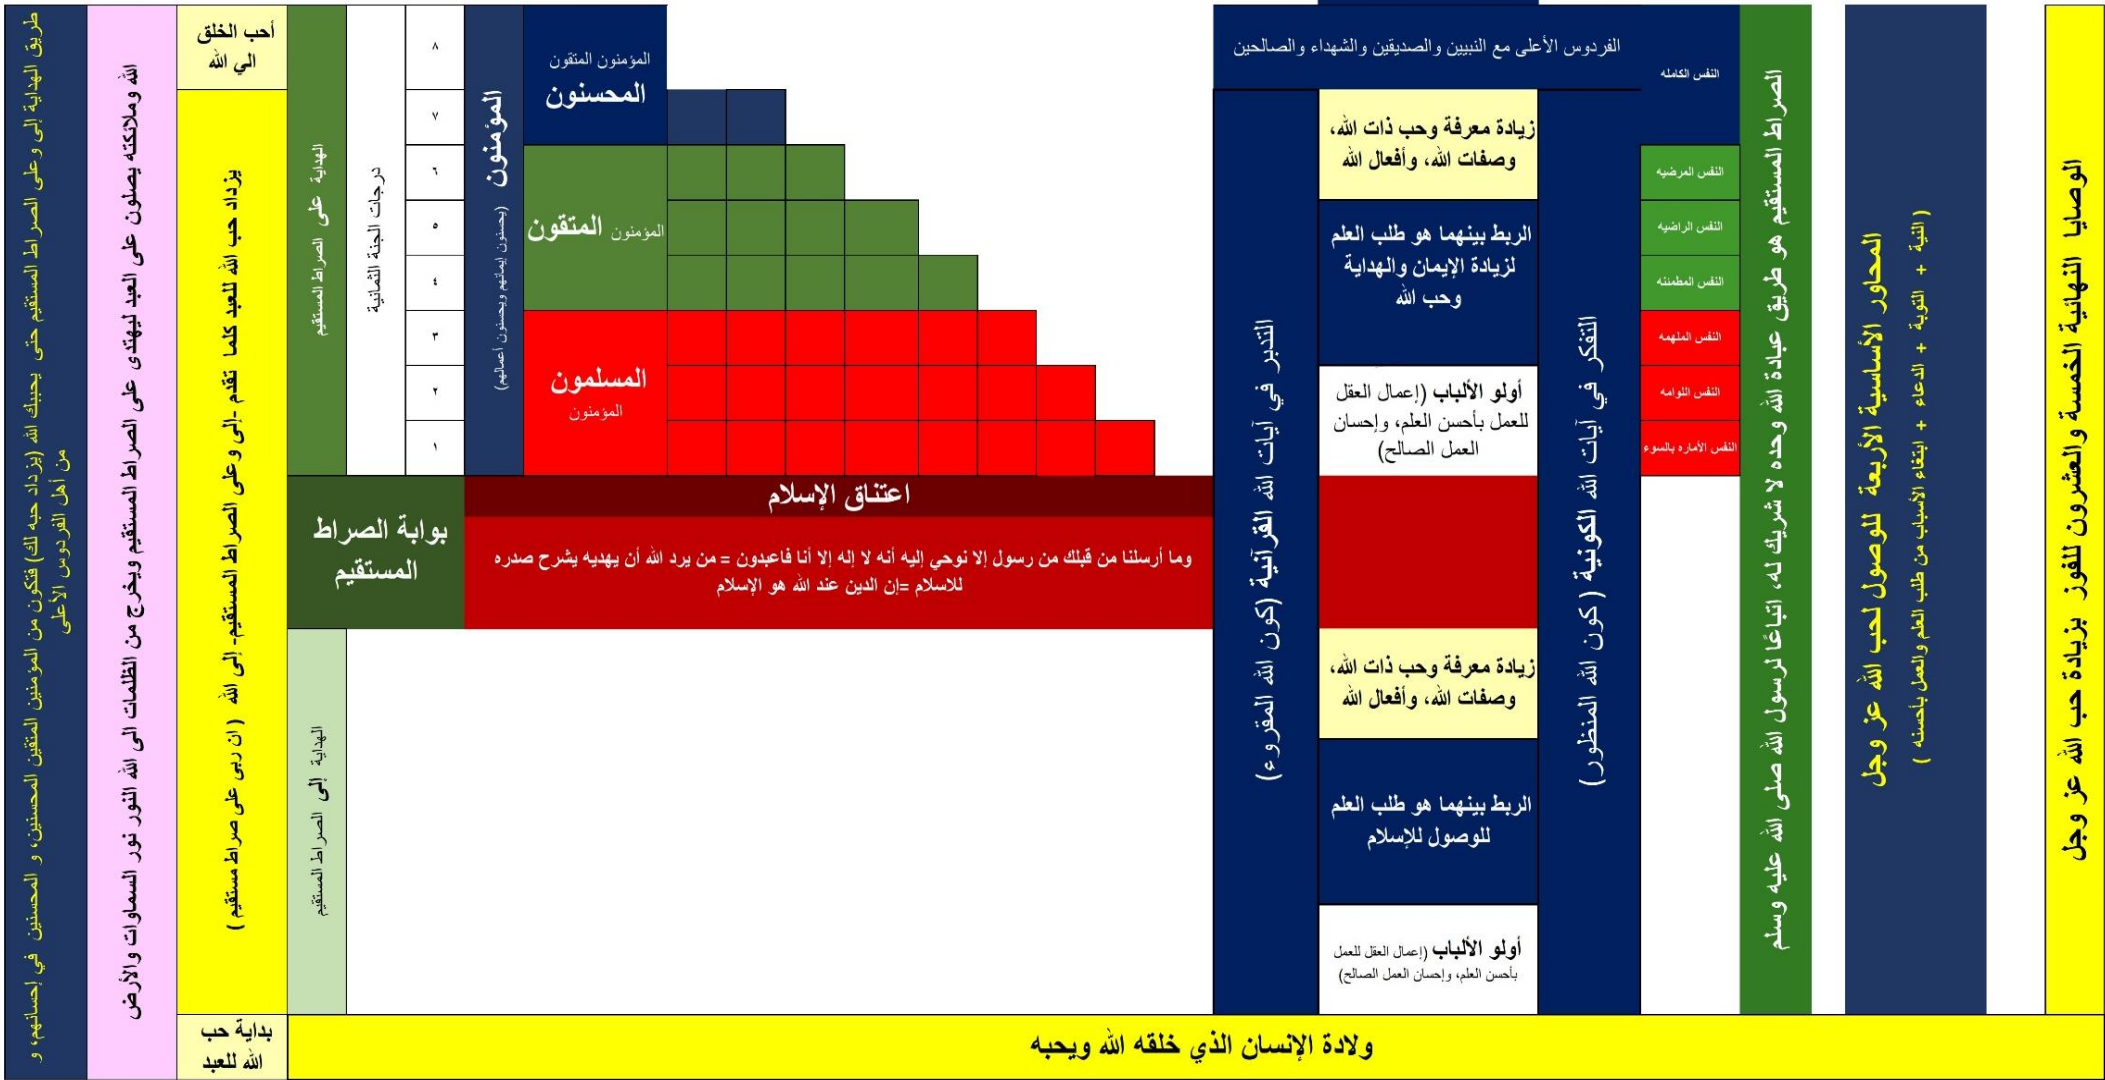 الوصايا النهائية الخمسة والعشرون للفوز بزيادة حب الله عز وجل
المحاور الأساسية الأربعة للوصول لحب الله عز وجل
( النية + التوبة + الدعاء + ابتغاء الأسباب من طلب العلم والعمل بأحسنه )
الصراط المستقيم هو طريق عبادة الله وحده لا شريك له، اتباعًا لرسول الله صلى الله عليه وسلم
الفردوس الأعلى مع النبيين والصديقين والشهداء والصالحين
النفس الكامله
النفس المرضيه
النفس الراضيه
النفس المطمئنه
النفس الملهمه
النفس اللوامه
النفس الأماره بالسوء
التفكر في آيات الله الكونية ( كون الله المنظور)
زيادة معرفة وحب ذات الله،
وصفات الله، وأفعال الله
الربط بينهما هو طلب العلم
لزيادة الإيمان والهداية
وحب الله
أولو الألباب (إعمال العقل
للعمل بأحسن العلم، وإحسان
العمل الصالح)
زيادة معرفة وحب ذات الله،
وصفات الله، وأفعال الله
الربط بينهما هو طلب العلم
للوصول للإسلام
أولو الألباب (إعمال العقل للعمل
بأحسن العلم، وإحسان العمل الصالح)
التدبر في آيات الله القرآنية (كون الله المقروء)
المؤمنون المتقون
المحسنون
المؤمنون المتقون
المسلمون
المؤمنون
المؤمنون (يحسنون إيمانهم ويحسنون أعمالهم)
٨
٧
٦
٥
٤
٣
٢
١
درجات الجنة الثمانية
الهداية على الصراط المستقيم
اعتناق الإسلام
وما أرسلنا من قبلك من رسول إلا نوحي إليه أنه لا إله إلا أنا فاعبدون = من يرد الله أن يهديه يشرح صدره
للاسلام =إن الدين عند الله هو الإسلام
بوابة الصراط
المستقيم
الهداية إلى الصراط المستقيم
أحب الخلق
الي الله
يزداد حب الله للعبد كلما تقدم -إلى وعلى الصراط المستقيم- إلى الله ( ان ربى على صراط مستقيم )
بداية حب
الله للعبد
الله وملائكته يصلون على العبد ليهتدى على الصراط المستقيم ويخرج من الظلمات الى الله النور نور السماوات والأرض
طريق الهداية إلى وعلى الصراط المستقيم حتى يحببك الله (يزداد حبه لك) فتكون من المؤمنين المتقين المحسنين، و المحسنين في إحسانهم، و
من أهل الفردوس الأعلى
ولادة الإنسان الذي خلقه الله ويحبه